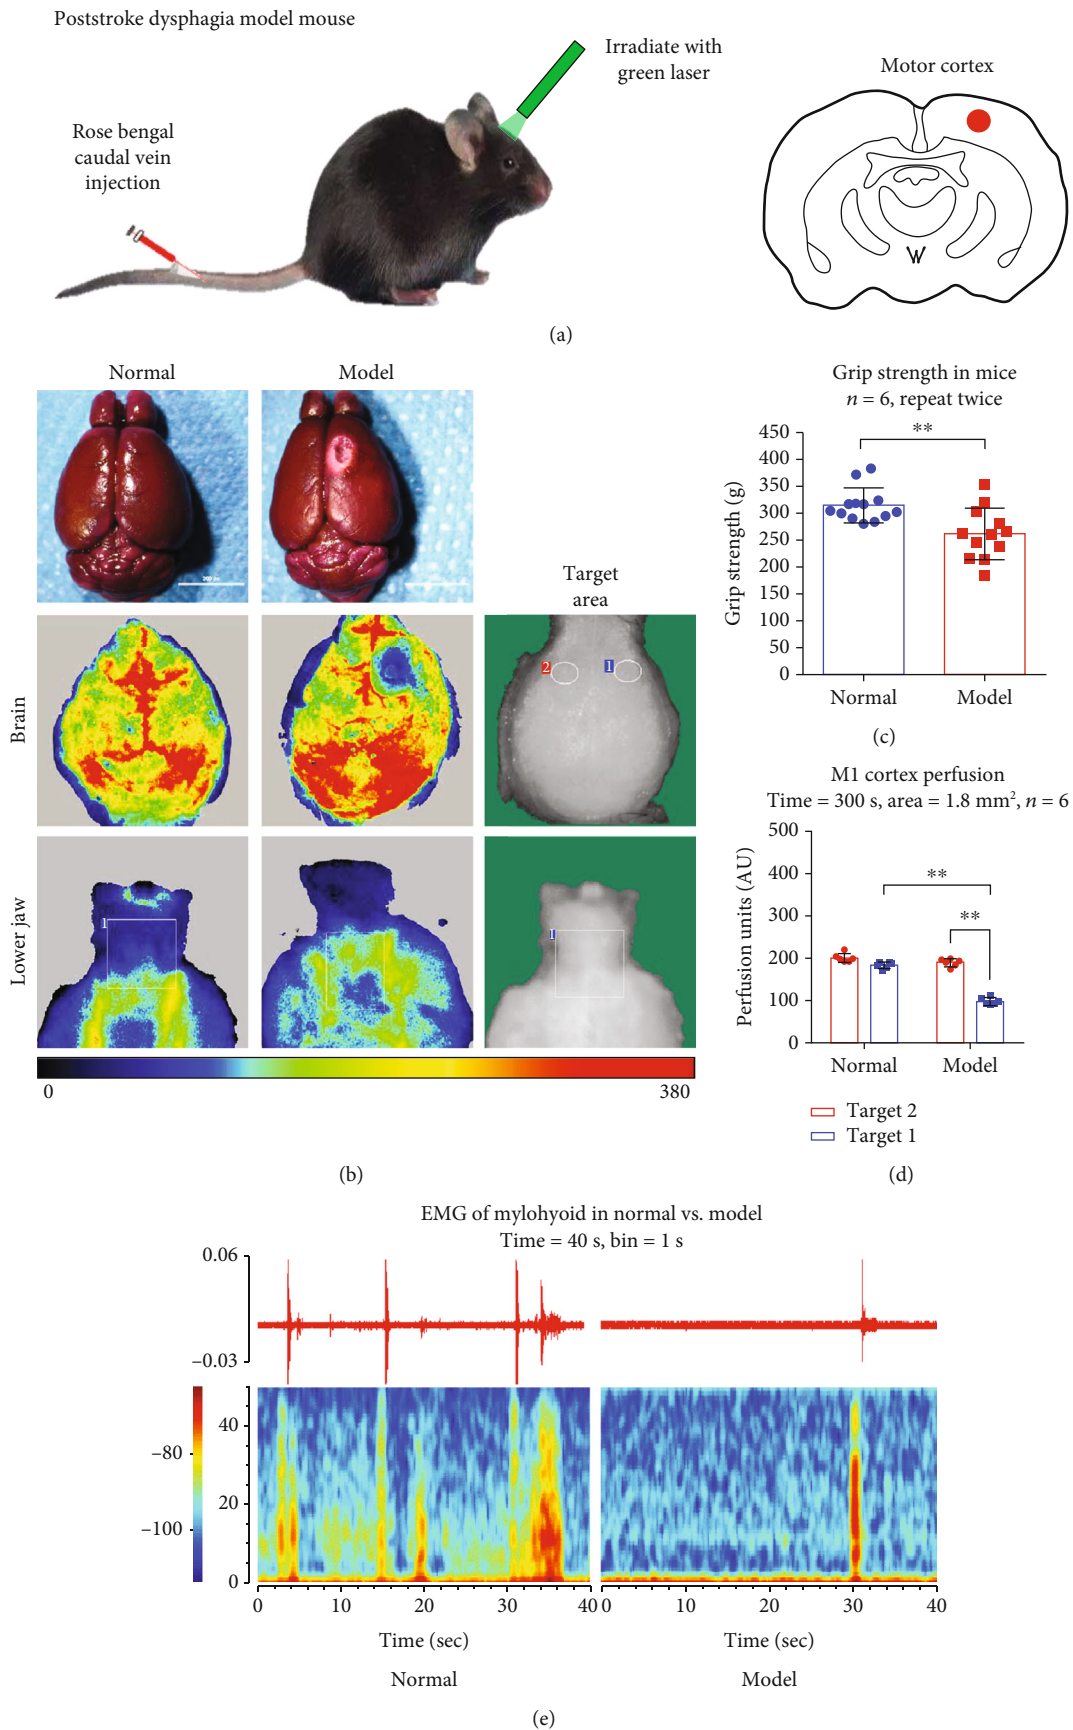 Poststroke dysphagia model mouse
Irradiate with
green laser
Rose bengal
caudal vein
injection
Motor cortex
(a)
Normal
Model
Target
area
Brain
2
1
Lower jaw
1
1
0
380
(b)
Grip strength in mice
n = 6, repeat twice
**
Grip strength (g)
450
400
350
300
250
200
150
100
50
0
Normal
Model
(c)
M1 cortex perfusion
Time = 300 s, area = 1.8 mm², n = 6
Perfusion units (AU)
500
400
300
200
100
0
**
**
Normal
Model
Target 2
Target 1
(d)
EMG of mylohyoid in normal vs. model
Time = 40 s, bin = 1 s
0.06
−0.03
−80
−100
40
20
0
0 10 20 30 40
Time (sec)
Normal
0 10 20 30 40
Time (sec)
Model
(e)